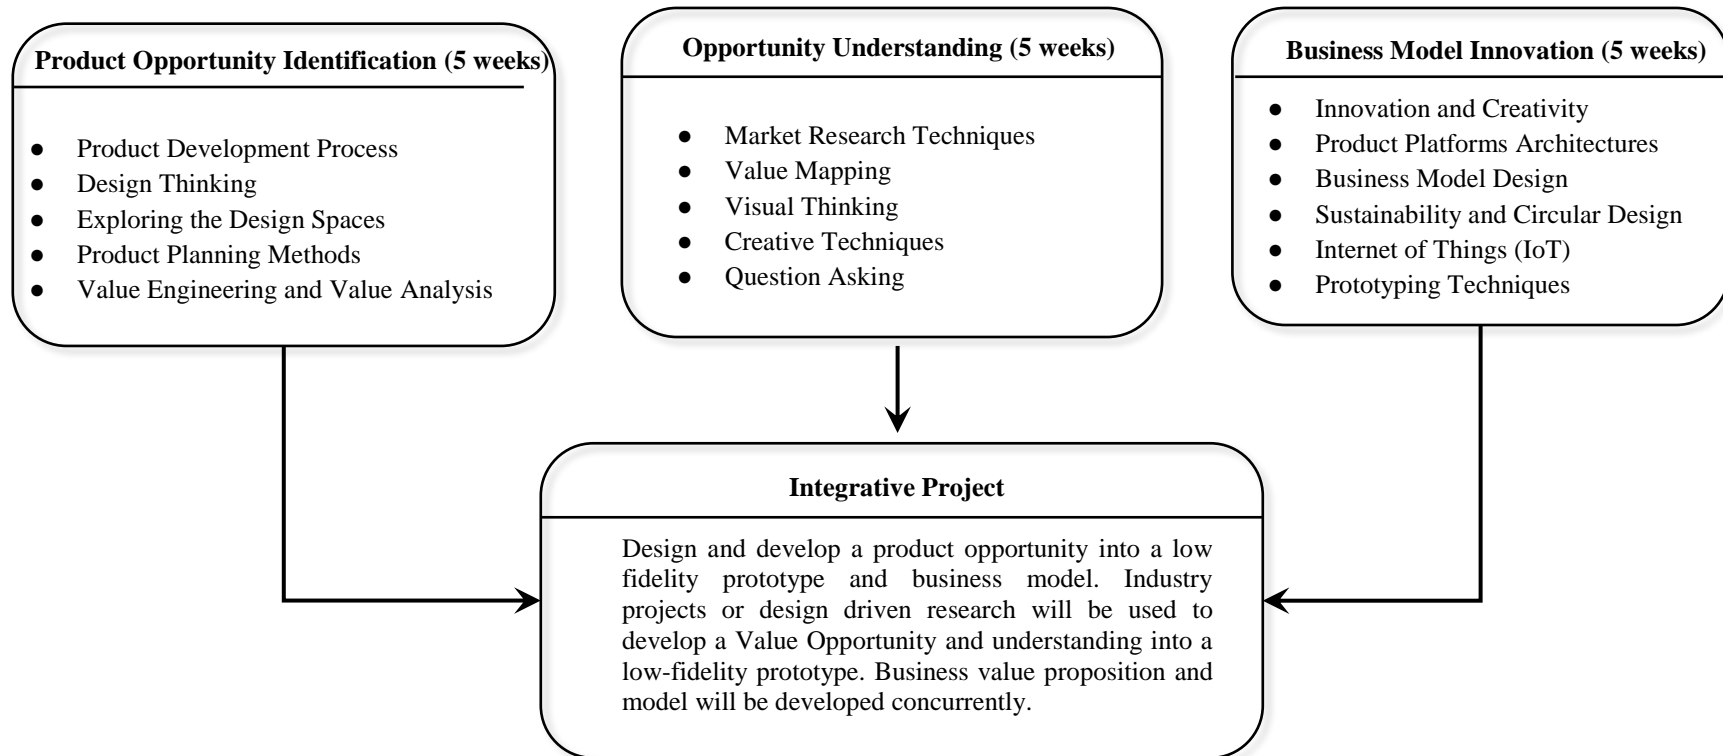 Product Opportunity Identification (5 weeks)
● Product Development Process
● Design Thinking
● Exploring the Design Spaces
● Product Planning Methods
● Value Engineering and Value Analysis
Opportunity Understanding (5 weeks)
● Market Research Techniques
● Value Mapping
● Visual Thinking
● Creative Techniques
● Question Asking
Business Model Innovation (5 weeks)
● Innovation and Creativity
● Product Platforms Architectures
● Business Model Design
● Sustainability and Circular Design
● Internet of Things (IoT)
● Prototyping Techniques
Integrative Project
Design and develop a product opportunity into a low
fidelity prototype and business model. Industry
projects or design driven research will be used to
develop a Value Opportunity and understanding into a
low-fidelity prototype. Business value proposition and
model will be developed concurrently.